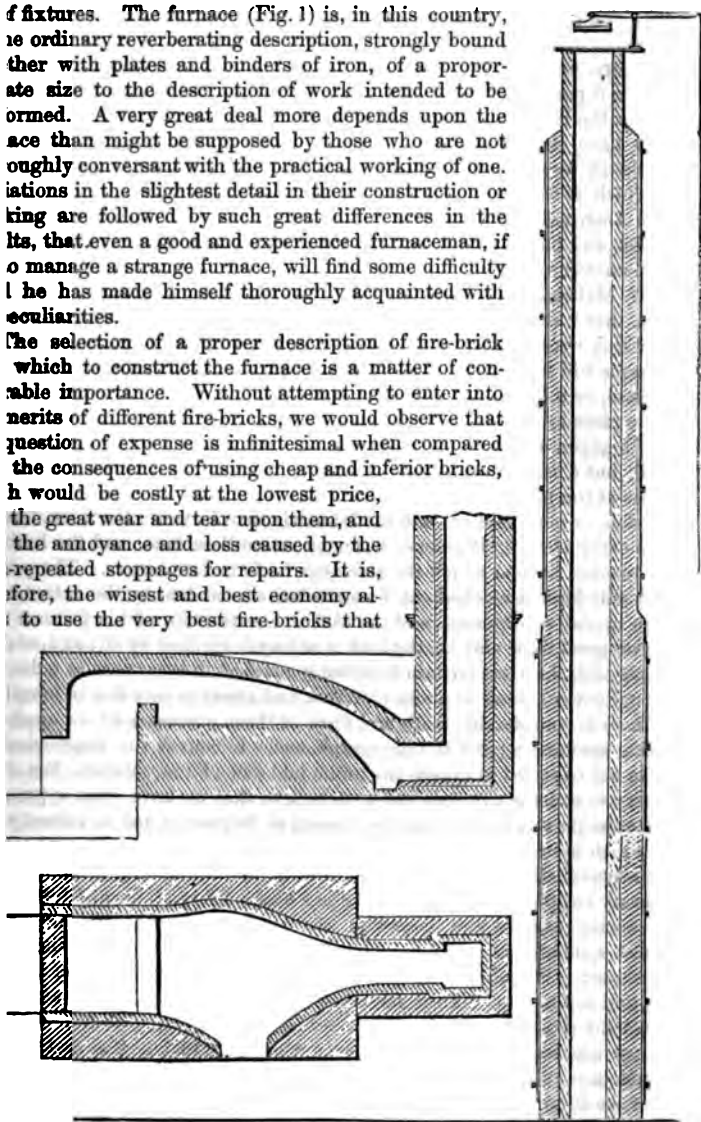 f fixtures. The furnace (Fig. 1) is, in this country,
ne ordinary reverberating description, strongly bound
ther with plates and binders of iron, of a propor-
ate size to the description of work intended to be
ormed. A very great deal more depends upon the
ace than might be supposed by those who are not
oughly conversant with the practical working of one.
iations in the slightest detail in their construction or
king are followed by such great differences in the
lts, that even a good and experienced furnaceman, if
o manage a strange furnace, will find some difficulty
l he has made himself thoroughly acquainted with
eculiarities.
The selection of a proper description of fire-brick
which to construct the furnace is a matter of con-
able importance. Without attempting to enter into
merits of different fire-bricks, we would observe that
question of expense is infinitesimal when compared
the consequences of using cheap and inferior bricks,
h would be costly at the lowest price,
the great wear and tear upon them, and
the annoyance and loss caused by the
-repeated stoppages for repairs. It is,
efore, the wisest and best economy al-
to use the very best fire-bricks that